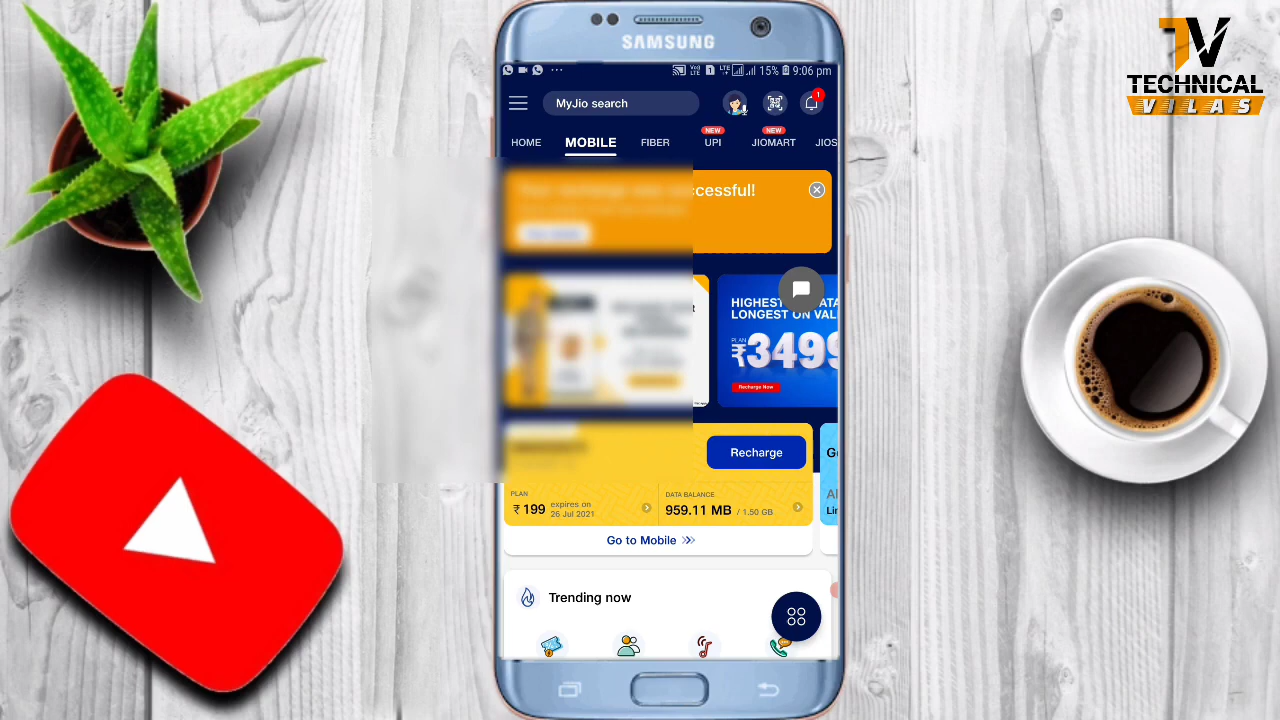 SAMSUNG
TECHNICAL
VILAS
15% 9:06 pm
MyJio search
1
NEW
NEW
HOME MOBILE FIBER UPI JIOMART JIOS
ccessful!
HIGHEST ATA
LONGEST ON VAL
PLAN
₹3499
Recharge Now
Recharge
PLAN
₹ 199 expires on
26 Jul 2021
DATA BALANCE
959.11 MB / 1.50 GB
Go to Mobile
Trending now